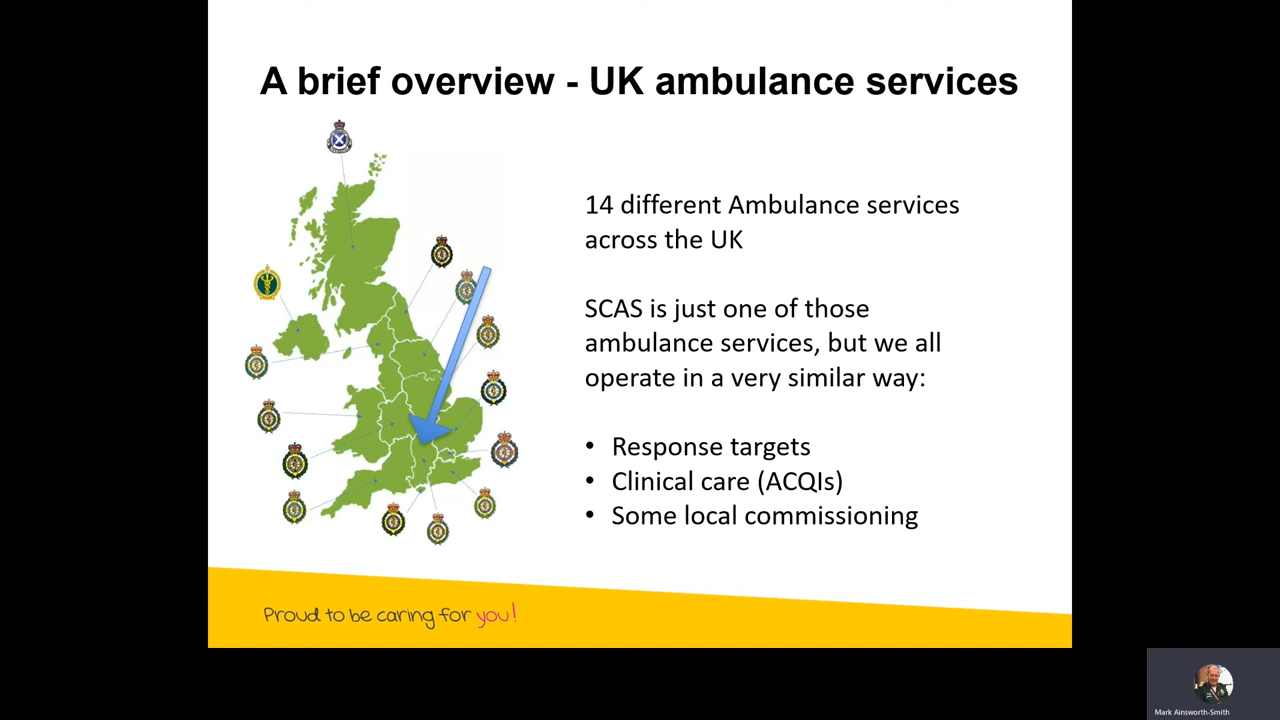 A brief overview - UK ambulance services
14 different Ambulance services
across the UK
SCAS is just one of those
ambulance services, but we all
operate in a very similar way:
• Response targets
• Clinical care (ACQIs)
• Some local commissioning
Proud to be caring for you!
Mark Ainsworth-Smith